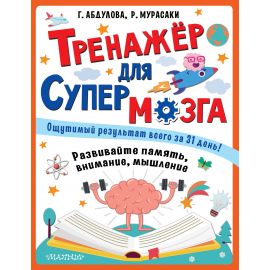 Г. АБДУЛОВА, Р. МУРАСАКИ
ТРЕНАЖЁР
ДЛЯ
СУПЕР
МОЗГА
Ощутимый результат всего за 31 день!
Развивайте память,
внимание, мышление
МАЛЫШ